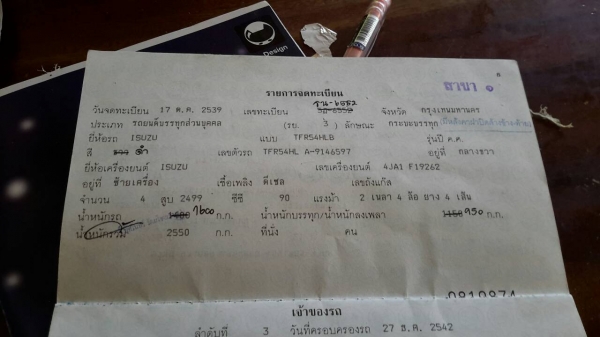 Design
สาขา ๑
รายการจดทะเบียน
วันจดทะเบียน 17 ต.ค. 2539 เลขทะเบียน จังหวัด กรุงเทพมหานคร
ประเภท รถยนต์บรรทุกส่วนบุคคล (รย. 3) ลักษณะ กระบะบรรทุก
ยี่ห้อรถ ISUZU แบบ TFR54HLB รุ่นปี ค.ศ.
สี ดำ เลขตัวรถ TFR54HL A-9146597 อยู่ที่ กลางขวา
ยี่ห้อเครื่องยนต์ ISUZU เลขเครื่องยนต์ 4JA1 F19262
อยู่ที่ ซ้ายเครื่อง เชื้อเพลิง ดีเซล เลขถังแก๊ส
จำนวน 4 สูบ 2499 ซีซี 90 แรงม้า 2 เพลา 4 ล้อ ยาง 4 เส้น
น้ำหนักรถ 1400 1600 ก.ก. น้ำหนักบรรทุก/น้ำหนักลงเพลา 1150 950 ก.ก.
น้ำหนักรวม 2550 ก.ก. ที่นั่ง คน
เจ้าของรถ
ลำดับที่ 3 วันที่ครอบครองรถ 27 ธ.ค. 2542